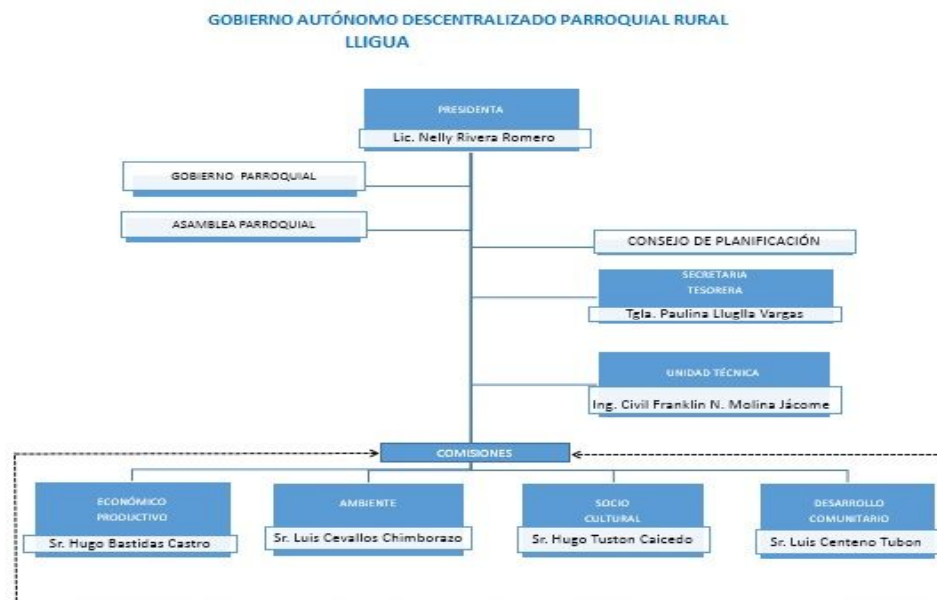 GOBIERNO AUTÓNOMO DESCENTRALIZADO PARROQUIAL RURAL
LLIGUA
PRESIDENTA
Lic. Nelly Rivera Romero
GOBIERNO PARROQUIAL
ASAMBLEA PARROQUIAL
CONSEJO DE PLANIFICACIÓN
SECRETARIA
TESORERA
Tgla. Paulina Lluglla Vargas
UNIDAD TÉCNICA
Ing. Civil Franklin N. Molina Jácome
COMISIONES
ECONÓMICO
PRODUCTIVO
Sr. Hugo Bastidas Castro
AMBIENTE
Sr. Luis Cevallos Chimborazo
SOCIO
CULTURAL
Sr. Hugo Tuston Caicedo
DESARROLLO
COMUNITARIO
Sr. Luis Centeno Tubon